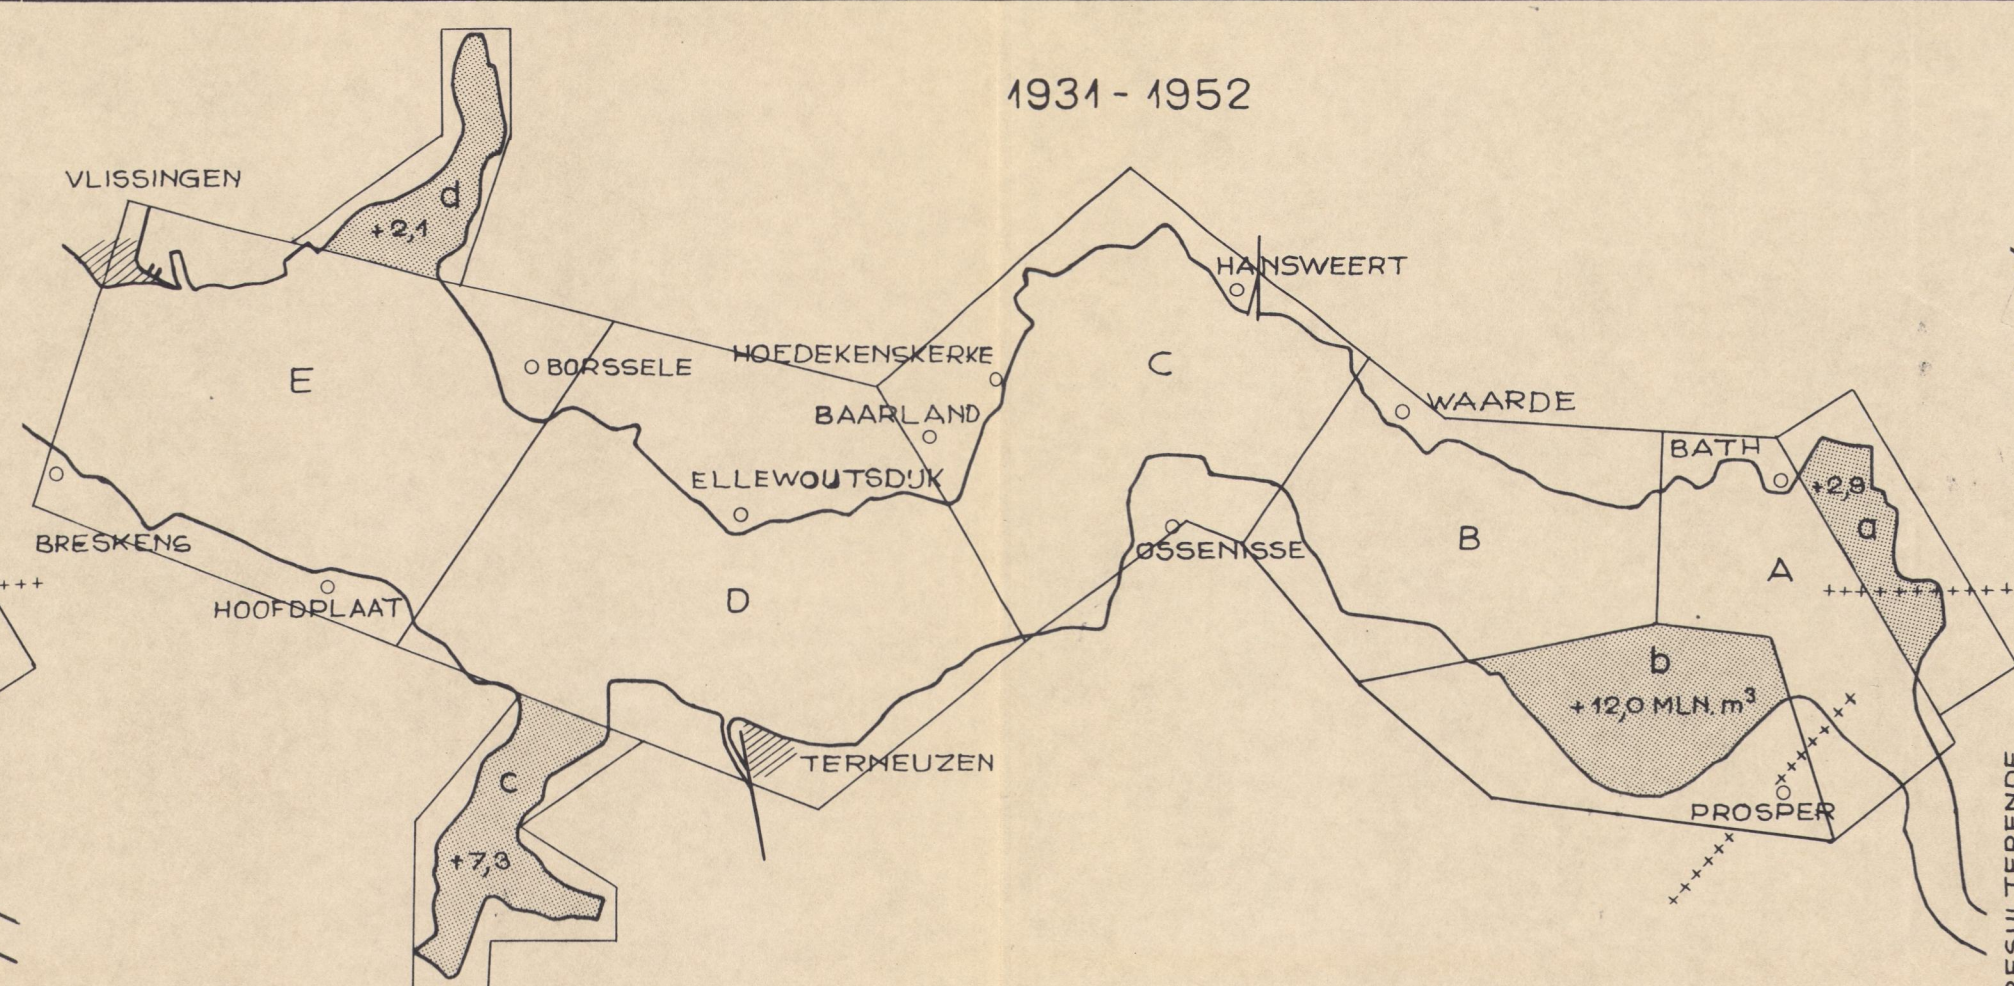 1931 - 1952
VLISSINGEN
d
+2,1
HANSWEERT
E
BORSSELE
HOEDEKENSKERKE
C
BAARLAND
WAARDE
BATH
ELLEWOUTSDIJK
+2,9
a
BRESKENS
OSSENISSE
B
A
HOOFDPLAAT
D
b
+12,0 MLN. m³
TERNEUZEN
c
PROSPER
+7,3